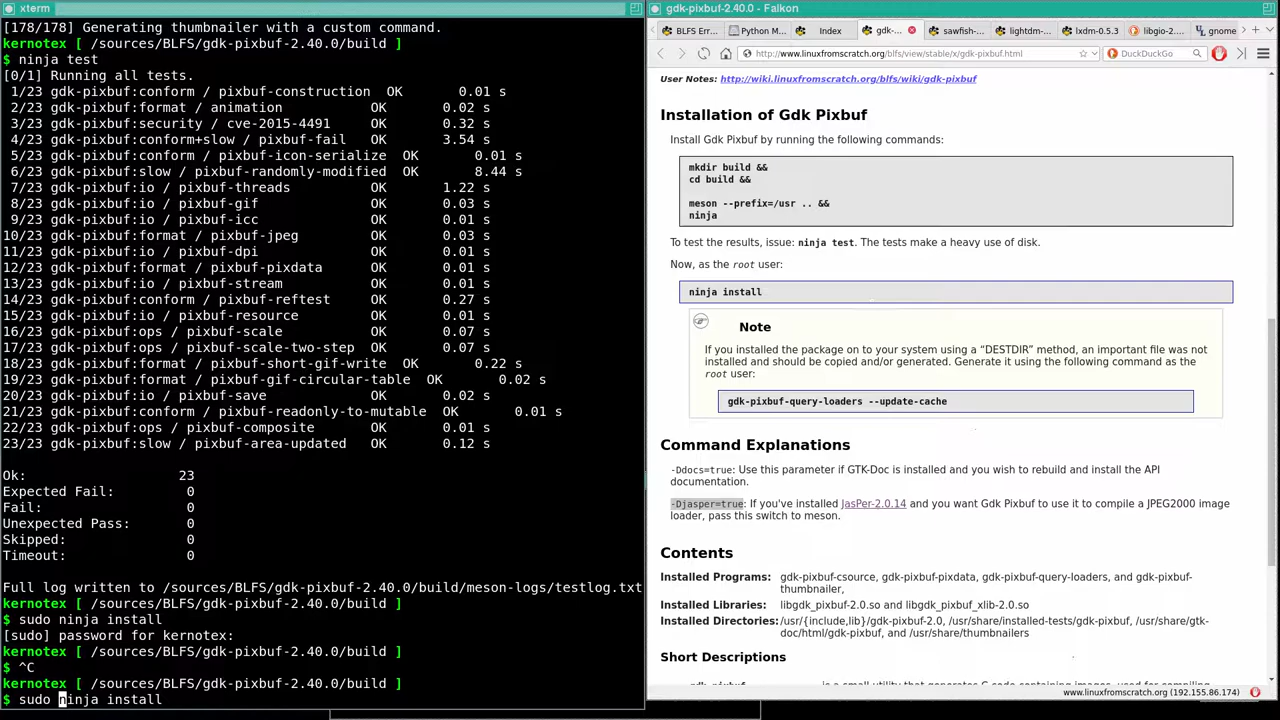 xterm
[178/178] Generating thumbnailer with a custom command.
kernotex [ /sources/BLFS/gdk-pixbuf-2.40.0/build ]
$ ninja test
[0/1] Running all tests.
1/23 gdk-pixbuf:conform / pixbuf-construction OK 0.01 s
2/23 gdk-pixbuf:format / animation OK 0.02 s
3/23 gdk-pixbuf:security / cve-2015-4491 OK 0.32 s
4/23 gdk-pixbuf:conform+slow / pixbuf-fail OK 3.54 s
5/23 gdk-pixbuf:conform / pixbuf-icon-serialize OK 0.01 s
6/23 gdk-pixbuf:slow / pixbuf-randomly-modified OK 8.44 s
7/23 gdk-pixbuf:io / pixbuf-threads OK 1.22 s
8/23 gdk-pixbuf:io / pixbuf-gif OK 0.03 s
9/23 gdk-pixbuf:io / pixbuf-icc OK 0.01 s
10/23 gdk-pixbuf:format / pixbuf-jpeg OK 0.03 s
11/23 gdk-pixbuf:io / pixbuf-dpi OK 0.01 s
12/23 gdk-pixbuf:format / pixbuf-pixdata OK 0.01 s
13/23 gdk-pixbuf:io / pixbuf-stream OK 0.01 s
14/23 gdk-pixbuf:conform / pixbuf-reftest OK 0.27 s
15/23 gdk-pixbuf:io / pixbuf-resource OK 0.01 s
16/23 gdk-pixbuf:ops / pixbuf-scale OK 0.07 s
17/23 gdk-pixbuf:ops / pixbuf-scale-two-step OK 0.07 s
18/23 gdk-pixbuf:format / pixbuf-short-gif-write OK 0.22 s
19/23 gdk-pixbuf:format / pixbuf-gif-circular-table OK 0.02 s
20/23 gdk-pixbuf:io / pixbuf-save OK 0.02 s
21/23 gdk-pixbuf:conform / pixbuf-readonly-to-mutable OK 0.01 s
22/23 gdk-pixbuf:ops / pixbuf-composite OK 0.01 s
23/23 gdk-pixbuf:slow / pixbuf-area-updated OK 0.12 s
Ok: 23
Expected Fail: 0
Fail: 0
Unexpected Pass: 0
Skipped: 0
Timeout: 0
Full log written to /sources/BLFS/gdk-pixbuf-2.40.0/build/meson-logs/testlog.txt
kernotex [ /sources/BLFS/gdk-pixbuf-2.40.0/build ]
$ sudo ninja install
[sudo] password for kernotex:
kernotex [ /sources/BLFS/gdk-pixbuf-2.40.0/build ]
$ ^C
kernotex [ /sources/BLFS/gdk-pixbuf-2.40.0/build ]
$ sudo ninja install
gdk-pixbuf-2.40.0 - Falkon
BLFS Err... Python M... Index gdk-... sawfish-... lightdm-... lxdm-0.5.3 libgio-2.... gnome
http://www.linuxfromscratch.org/blfs/view/stable/x/gdk-pixbuf.html DuckDuckGo
User Notes: http://wiki.linuxfromscratch.org/blfs/wiki/gdk-pixbuf
Installation of Gdk Pixbuf
Install Gdk Pixbuf by running the following commands:
mkdir build &&
cd build &&
meson --prefix=/usr .. &&
ninja
To test the results, issue: ninja test. The tests make a heavy use of disk.
Now, as the root user:
ninja install
Note
If you installed the package on to your system using a “DESTDIR” method, an important file was not
installed and should be copied and/or generated. Generate it using the following command as the
root user:
gdk-pixbuf-query-loaders --update-cache
Command Explanations
-Ddocs=true: Use this parameter if GTK-Doc is installed and you wish to rebuild and install the API
documentation.
-Djasper=true: If you've installed JasPer-2.0.14 and you want Gdk Pixbuf to use it to compile a JPEG2000 image
loader, pass this switch to meson.
Contents
Installed Programs: gdk-pixbuf-csource, gdk-pixbuf-pixdata, gdk-pixbuf-query-loaders, and gdk-pixbuf-
thumbnailer,
Installed Libraries: libgdk_pixbuf-2.0.so and libgdk_pixbuf_xlib-2.0.so
Installed Directories: /usr/{include,lib}/gdk-pixbuf-2.0, /usr/share/installed-tests/gdk-pixbuf, /usr/share/gtk-
doc/html/gdk-pixbuf, and /usr/share/thumbnailers
Short Descriptions
is a small utility that generates C code containing images, used for compiling
www.linuxfromscratch.org (192.155.86.174)